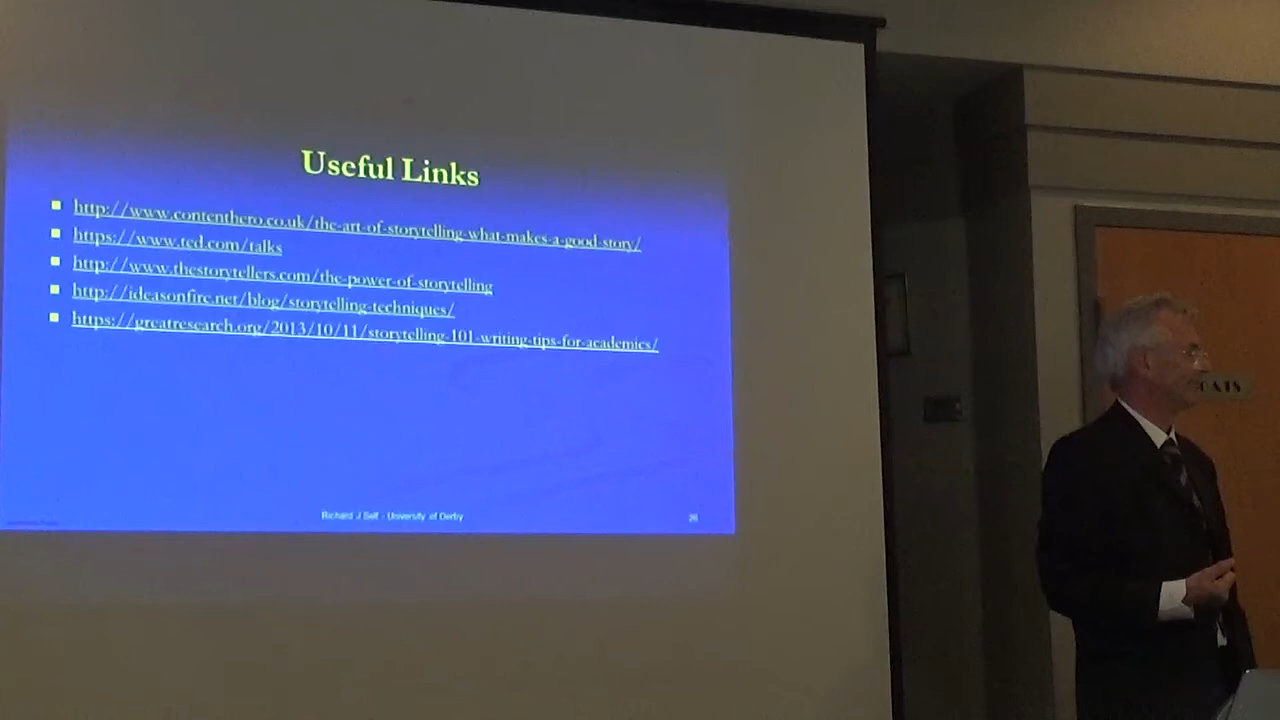 Useful Links
http://www.contenthero.co.uk/the-art-of-storytelling-what-makes-a-good-story/
https://www.ted.com/talks
http://www.thestorytellers.com/the-power-of-storytelling
http://ideasonfire.net/blog/storytelling-techniques/
https://greatresearch.org/2013/10/11/storytelling-101-writing-tips-for-academics/
Richard J Self - University of Derby
26